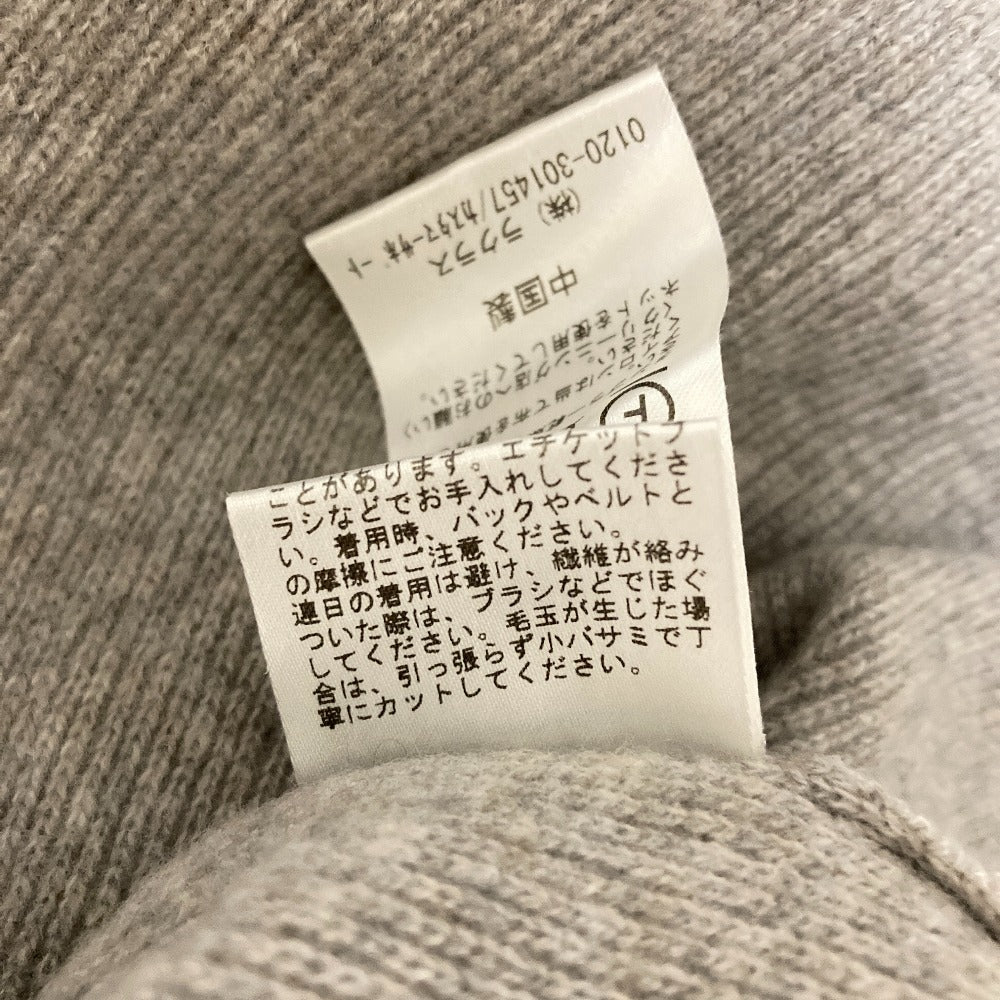 0120-301457/ｶｽﾀﾏｰｻﾎﾟｰﾄ
(株) ラクラス
中国製
ことがあります。エチケットブ
ラシなどでお手入れしてくださ
い。着用時、バックやベルトと
の摩擦にご注意ください。
連日の着用は避け、繊維が絡み
ついた際は、ブラシなどでほぐ
してください。毛玉が生じた場
合は、引っ張らず小バサミで丁
寧にカットしてください。